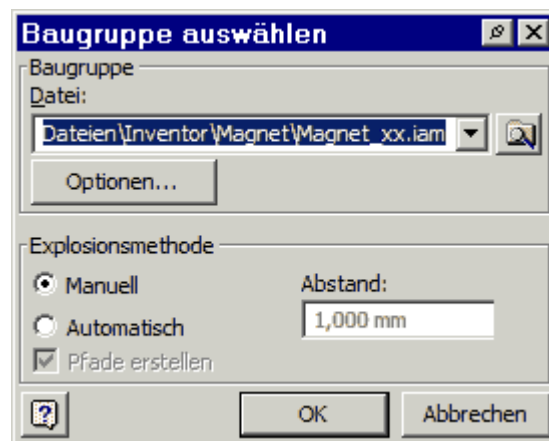 Baugruppe auswählen
Baugruppe
Datei:
Dateien\Inventor\Magnet\Magnet_xx.iam
Optionen...
Explosionsmethode
Manuell
Abstand:
Automatisch
1,000 mm
Pfade erstellen
OK
Abbrechen